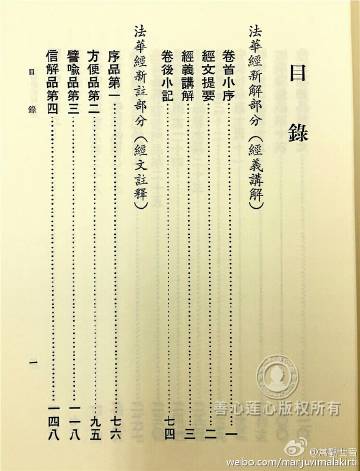 目錄
法華經新解部分（經義講解）
卷首小序……………………一
經文提要……………………二
經義講解……………………三
卷後小記……………………七四
法華經新註部分（經文註釋）
序品第一……………………七六
方便品第二……………………九五
譬喻品第三……………………一一八
信解品第四……………………一四八
目錄
一
善心蓮心版权所有
weibo.com/marjuvimalakirti